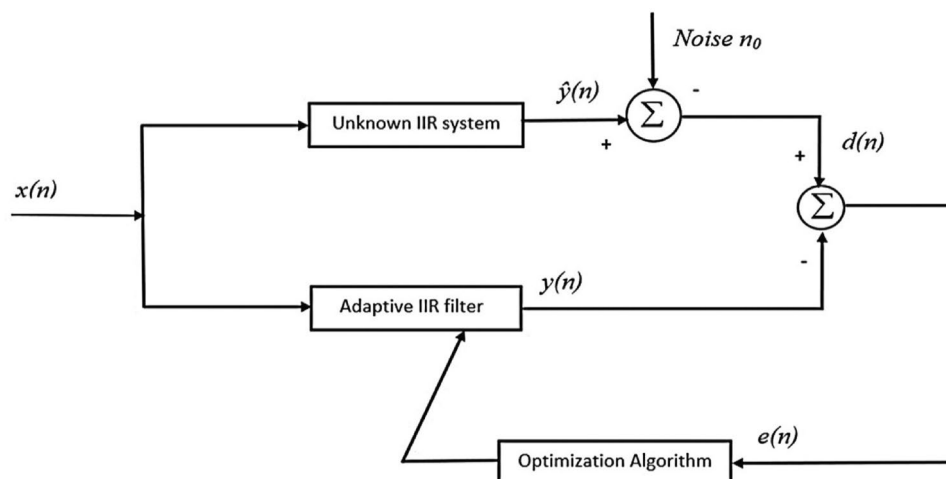 Noise n₀
ŷ(n)
-
Unknown IIR system
Σ
+
+
d(n)
x(n)
Σ
-
y(n)
Adaptive IIR filter
e(n)
Optimization Algorithm